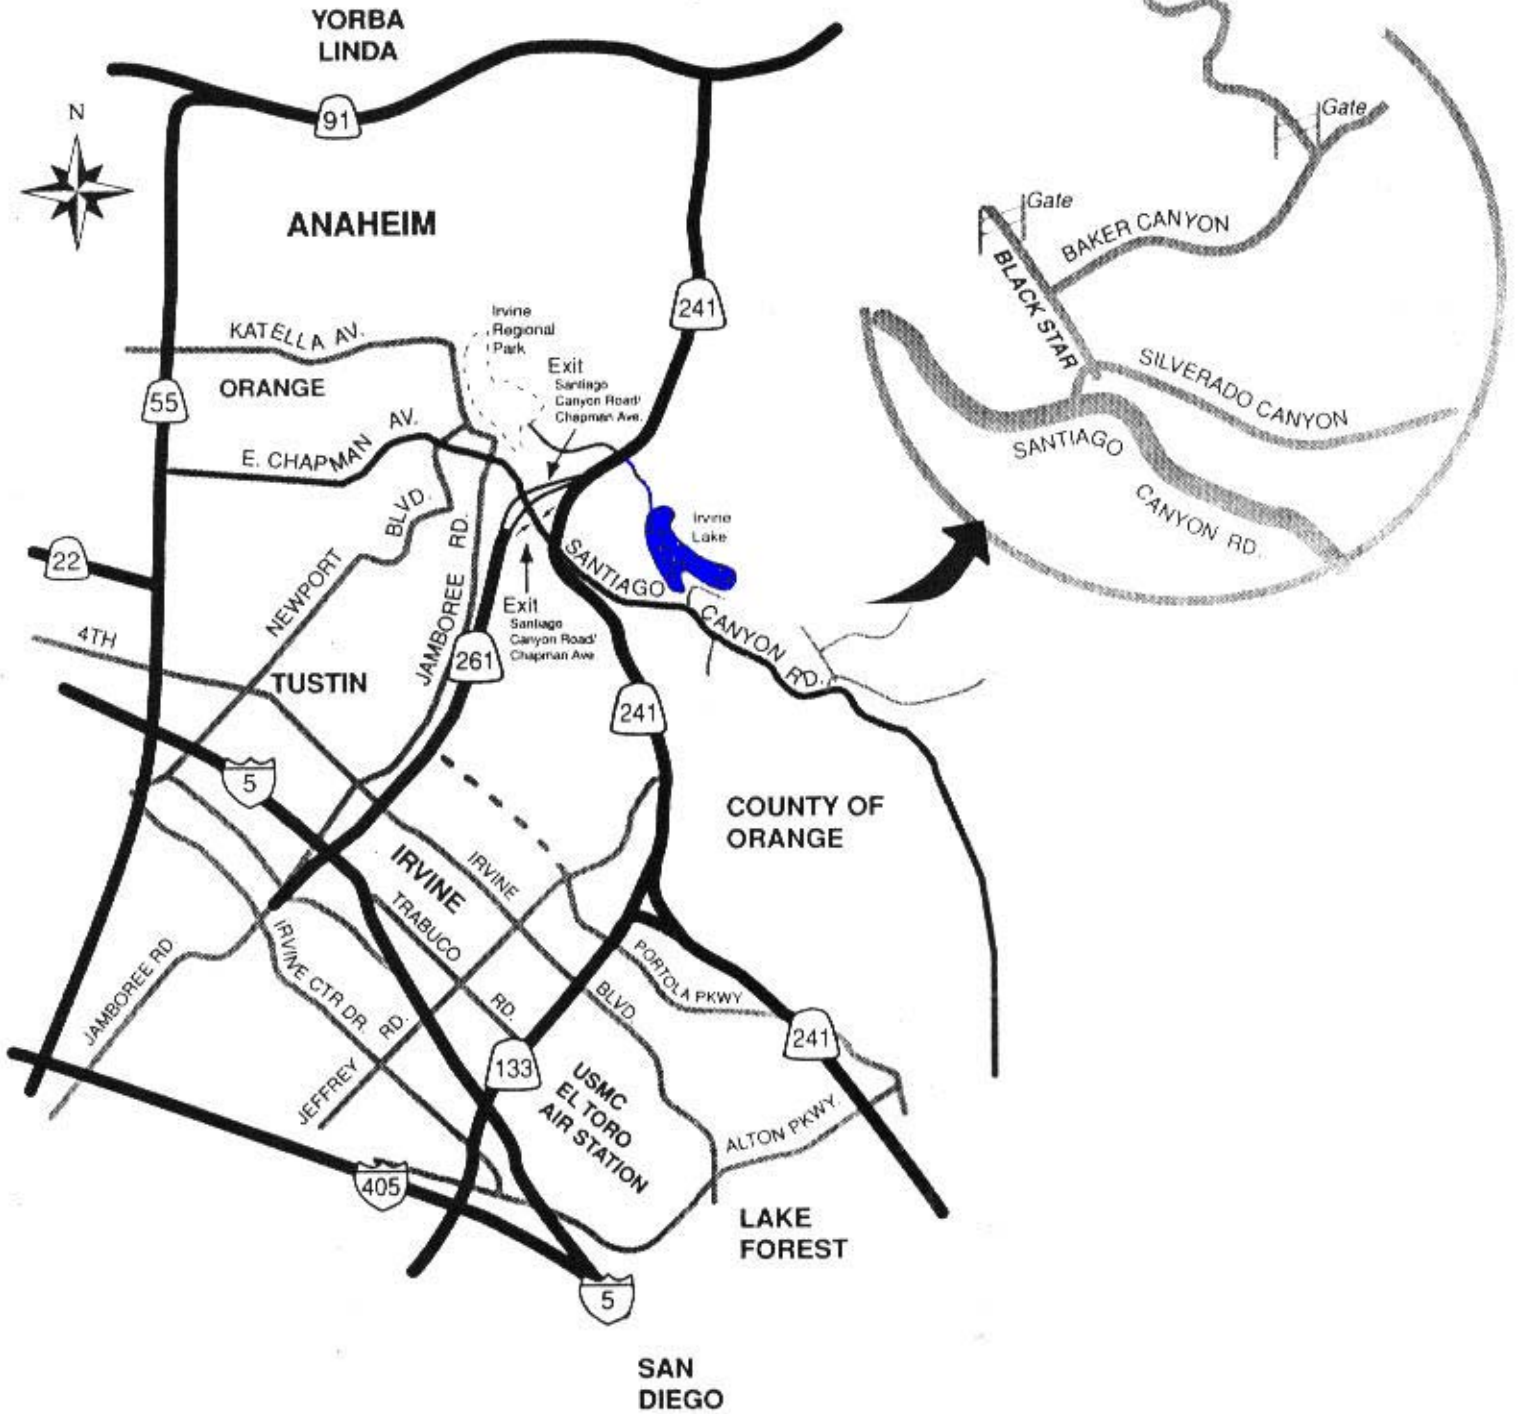 YORBA
LINDA
91
N
ANAHEIM
241
KATELLA AV.
ORANGE
55
E. CHAPMAN AV.
Irvine
Regional
Park
Exit
Santiago
Canyon Road/
Chapman Ave.
Irvine
Lake
22
NEWPORT BLVD.
JAMBOREE RD.
Exit
Santiago
Canyon Road/
Chapman Ave
SANTIAGO CANYON RD.
4TH
TUSTIN
261
241
5
COUNTY OF
ORANGE
IRVINE
IRVINE BLVD.
TRABUCO RD.
PORTOLA PKWY
JAMBOREE RD
IRVINE CTR DR.
JEFFREY RD.
133
241
USMC
EL TORO
AIR STATION
ALTON PKWY.
405
LAKE
FOREST
5
SAN
DIEGO
Gate
Gate
BAKER CANYON
BLACK STAR
SILVERADO CANYON
SANTIAGO
CANYON RD.